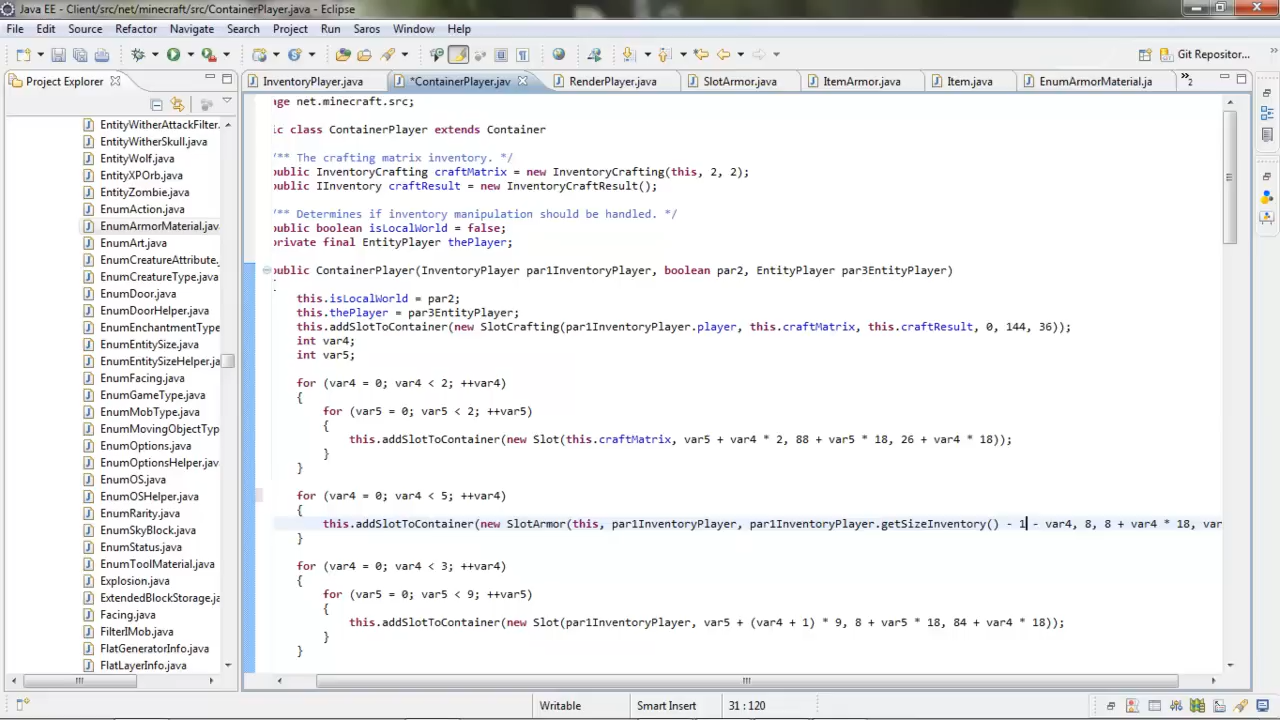 Java EE - Client/src/net/minecraft/src/ContainerPlayer.java - Eclipse
File Edit Source Refactor Navigate Search Project Run Saros Window Help
Git Repositor...
Project Explorer
InventoryPlayer.java *ContainerPlayer.jav RenderPlayer.java SlotArmor.java ItemArmor.java Item.java EnumArmorMaterial.ja »2
EntityWitherAttackFilter.
EntityWitherSkull.java
EntityWolf.java
EntityXPOrb.java
EntityZombie.java
EnumAction.java
EnumArmorMaterial.java
EnumArt.java
EnumCreatureAttribute.
EnumCreatureType.java
EnumDoor.java
EnumDoorHelper.java
EnumEnchantmentType
EnumEntitySize.java
EnumEntitySizeHelper.ja
EnumFacing.java
EnumGameType.java
EnumMobType.java
EnumMovingObjectTyp
EnumOptions.java
EnumOptionsHelper.jav
EnumOS.java
EnumOSHelper.java
EnumRarity.java
EnumSkyBlock.java
EnumStatus.java
EnumToolMaterial.java
Explosion.java
ExtendedBlockStorage.ja
Facing.java
FilterIMob.java
FlatGeneratorInfo.java
FlatLayerInfo.java
age net.minecraft.src;
ic class ContainerPlayer extends Container
/** The crafting matrix inventory. */
public InventoryCrafting craftMatrix = new InventoryCrafting(this, 2, 2);
public IInventory craftResult = new InventoryCraftResult();
/** Determines if inventory manipulation should be handled. */
public boolean isLocalWorld = false;
private final EntityPlayer thePlayer;
public ContainerPlayer(InventoryPlayer par1InventoryPlayer, boolean par2, EntityPlayer par3EntityPlayer)
{
this.isLocalWorld = par2;
this.thePlayer = par3EntityPlayer;
this.addSlotToContainer(new SlotCrafting(par1InventoryPlayer.player, this.craftMatrix, this.craftResult, 0, 144, 36));
int var4;
int var5;
for (var4 = 0; var4 < 2; ++var4)
{
for (var5 = 0; var5 < 2; ++var5)
{
this.addSlotToContainer(new Slot(this.craftMatrix, var5 + var4 * 2, 88 + var5 * 18, 26 + var4 * 18));
}
}
for (var4 = 0; var4 < 5; ++var4)
{
this.addSlotToContainer(new SlotArmor(this, par1InventoryPlayer, par1InventoryPlayer.getSizeInventory() - 1 - var4, 8, 8 + var4 * 18, var
}
for (var4 = 0; var4 < 3; ++var4)
{
for (var5 = 0; var5 < 9; ++var5)
{
this.addSlotToContainer(new Slot(par1InventoryPlayer, var5 + (var4 + 1) * 9, 8 + var5 * 18, 84 + var4 * 18));
}
}
Writable Smart Insert 31 : 120